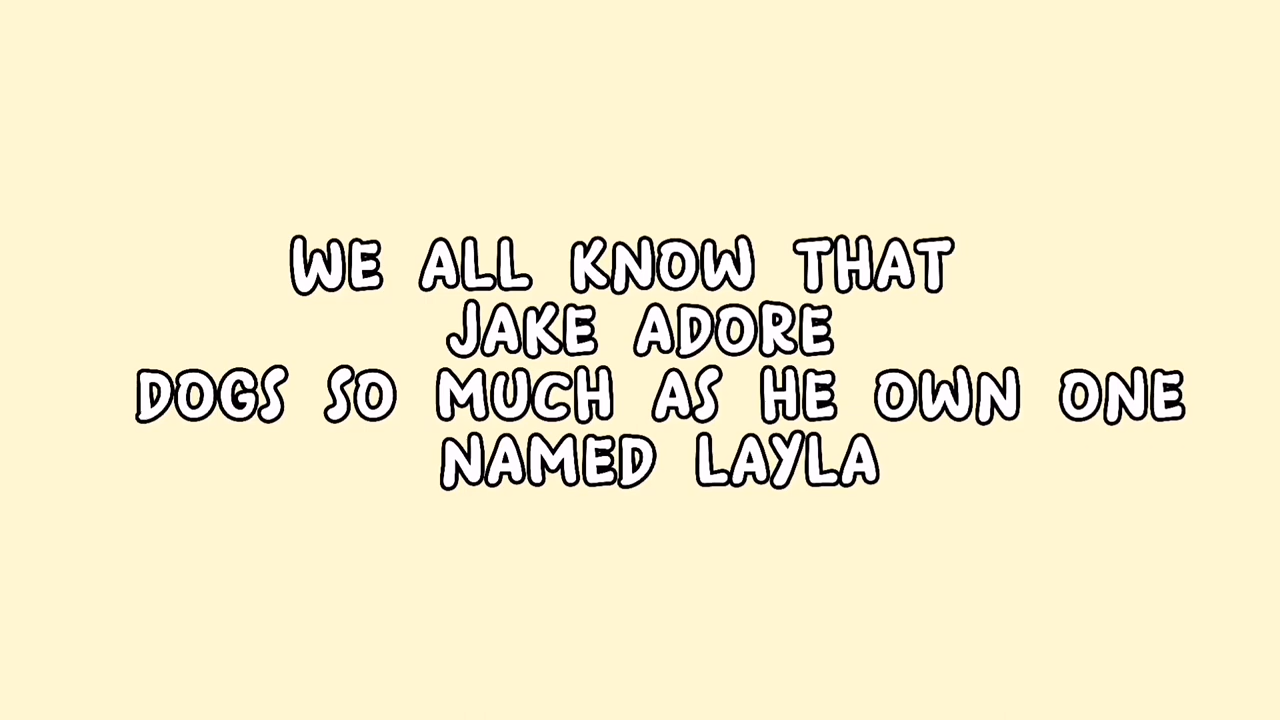 WE ALL KNOW THAT
JAKE ADORE
DOGS SO MUCH AS HE OWN ONE
NAMED LAYLA